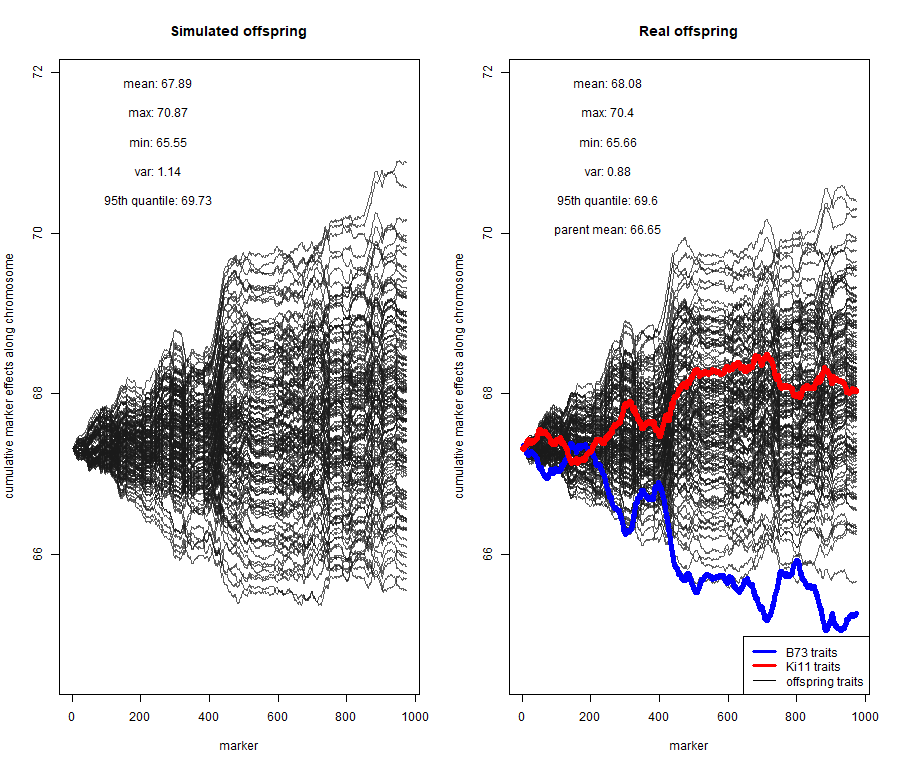 Simulated offspring
mean: 67.89
max: 70.87
min: 65.55
var: 1.14
95th quantile: 69.73
cumulative marker effects along chromosome
72
70
68
66
0 200 400 600 800 1000
marker
Real offspring
mean: 68.08
max: 70.4
min: 65.66
var: 0.88
95th quantile: 69.6
parent mean: 66.65
cumulative marker effects along chromosome
72
70
68
66
B73 traits
Ki11 traits
offspring traits
0 200 400 600 800 1000
marker